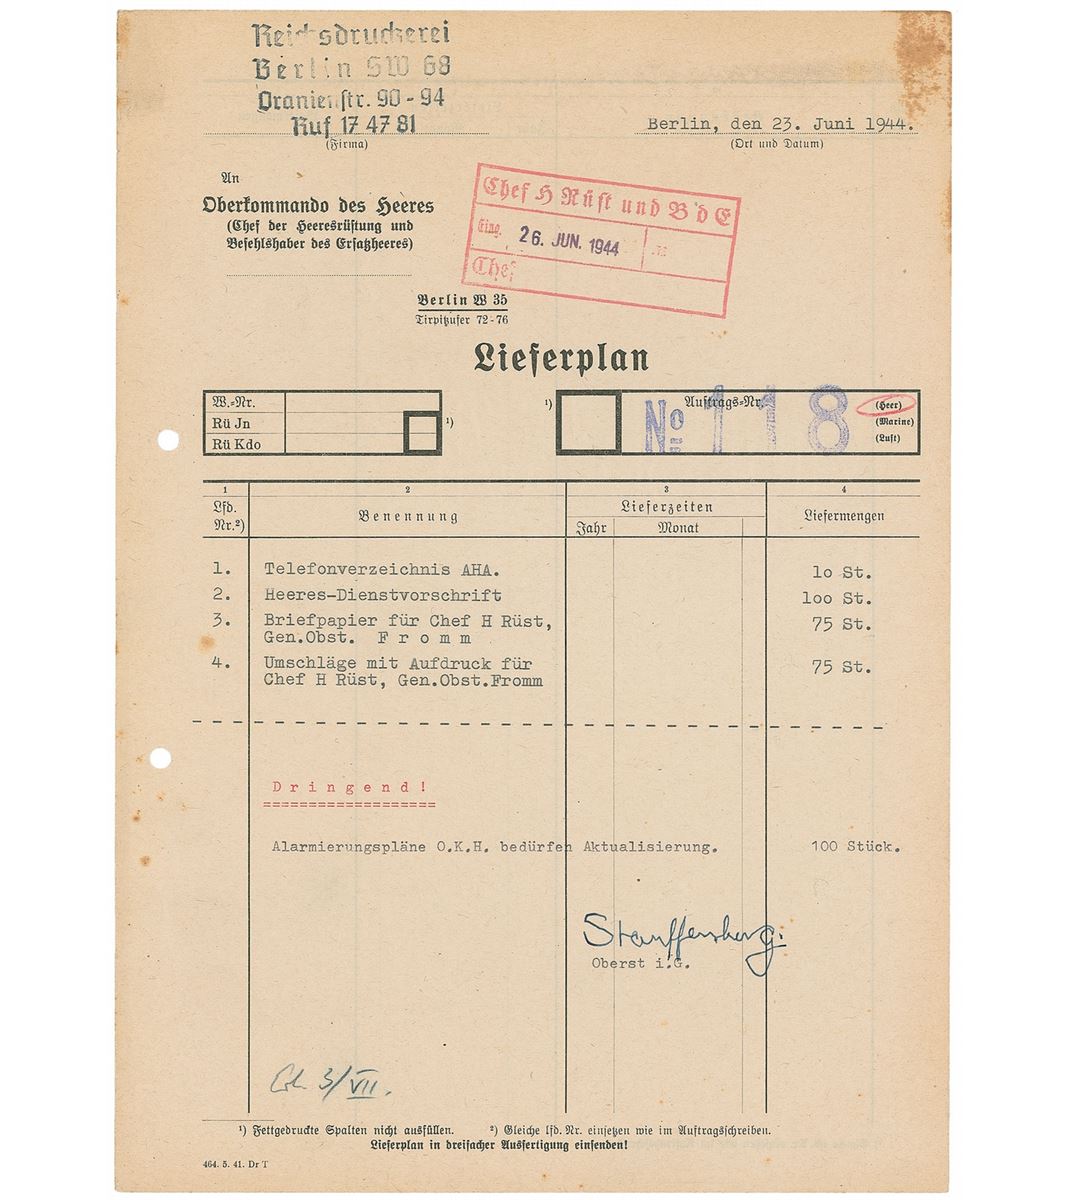 Reichsdruckerei
Berlin SW 68
Oranienstr. 90-94
Ruf 17 47 81
(Firma)
Berlin, den 23. Juni 1944.
(Ort und Datum)
An
Oberkommando des Heeres
(Chef der Heeresrüstung und
Befehlshaber des Ersatzheeres)
Chef H Rüst und B d E
Eing. 26. JUN. 1944
Chef
Berlin W 35
Tirpitzufer 72-76
Lieferplan
W.-Nr.
Rü Jn
Rü Kdo
¹)
¹)
Auftrags-Nr.
No 118
(Heer)
(Marine)
(Luft)
1 2 3 4
Lfd. Nr.²) Benennung Lieferzeiten Liefermengen
Jahr Monat
1. Telefonverzeichnis AHA. lo St.
2. Heeres-Dienstvorschrift loo St.
3. Briefpapier für Chef H Rüst, 75 St.
Gen.Obst. F r o m m
4. Umschläge mit Aufdruck für 75 St.
Chef H Rüst, Gen.Obst.Fromm
D r i n g e n d !
===================
Alarmierungspläne O.K.H. bedürfen Aktualisierung. 100 Stück.
Stauffenberg.
Oberst i.G.
3/VII.
¹) Fettgedruckte Spalten nicht ausfüllen. ²) Gleiche lfd. Nr. einsetzen wie im Auftragschreiben.
Lieferplan in dreifacher Ausfertigung einsenden!
464. 5. 41. Dr T